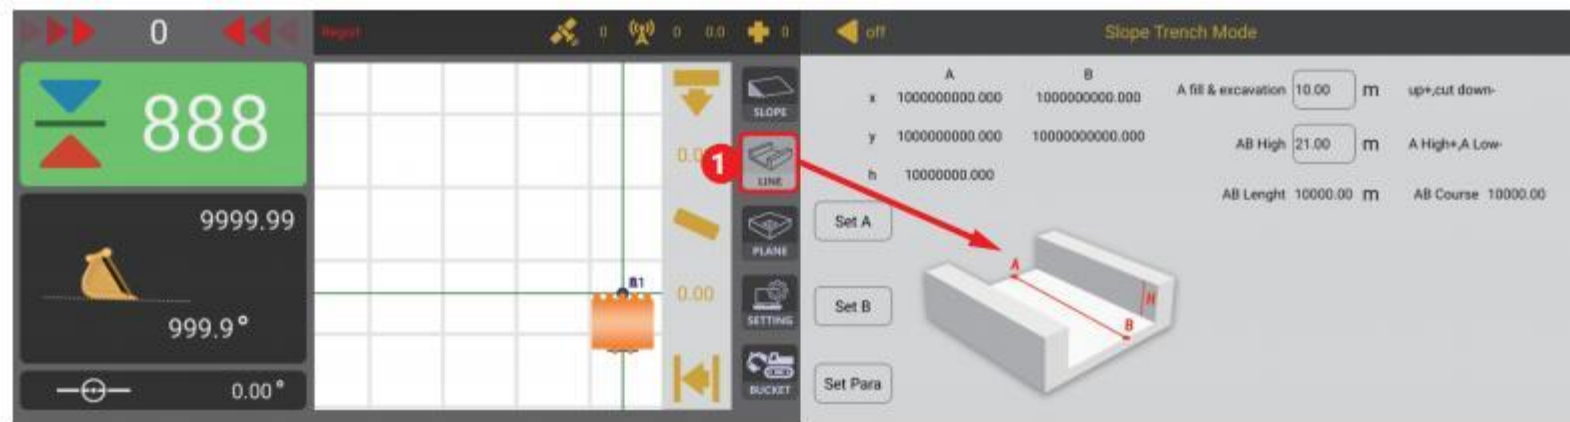 0
Regist
0
0
0.0
0
888
SLOPE
0.00
1
LINE
9999.99
PLANE
B1
0.00
SETTING
999.9°
0.00°
BUCKET
off
Slope Trench Mode
A B
A fill & excavation 10.00 m up+,cut down-
x 1000000000.000 1000000000.000
y 1000000000.000 10000000000.000
AB High 21.00 m A High+,A Low-
h 10000000.000
AB Lenght 10000.00 m AB Course 10000.00
Set A
A
H
Set B
B
Set Para